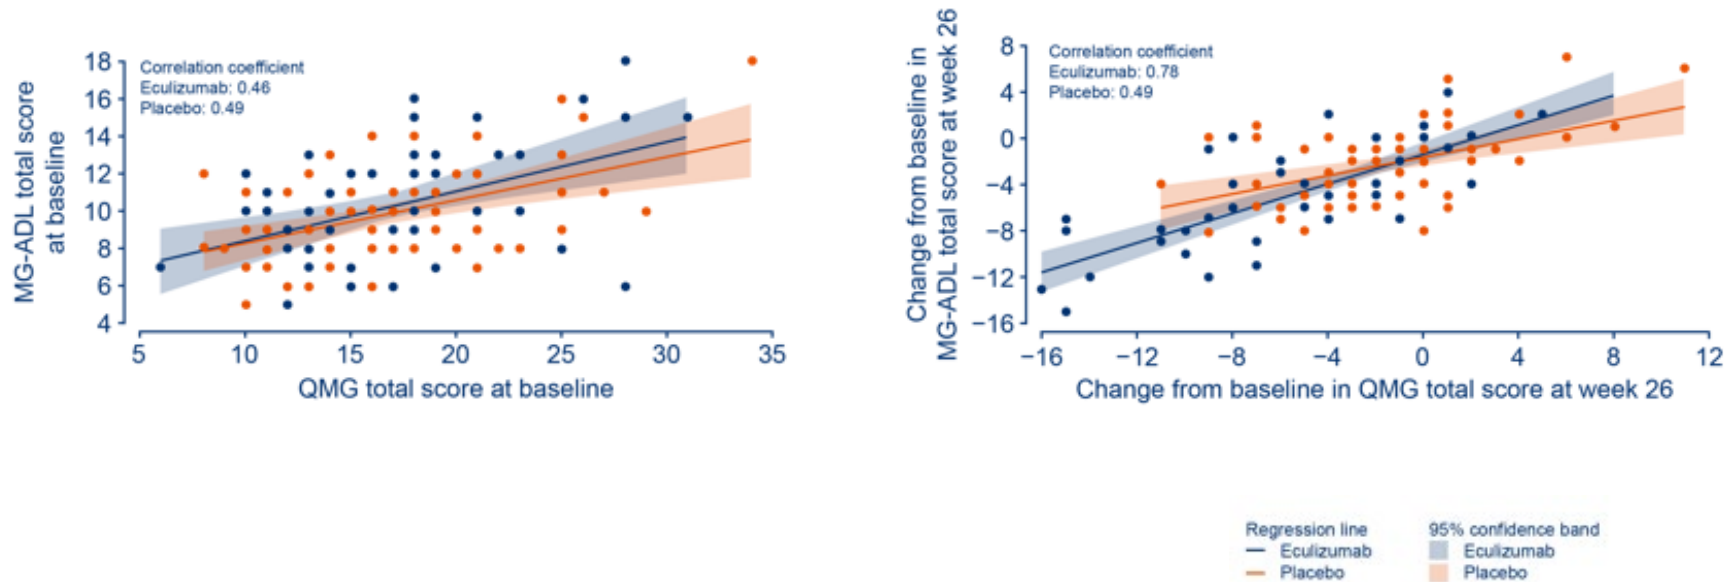 MG-ADL total score
at baseline
18
16
14
12
10
8
6
4
Correlation coefficient
Eculizumab: 0.46
Placebo: 0.49
5 10 15 20 25 30 35
QMG total score at baseline
Change from baseline in
MG-ADL total score at week 26
8
4
0
−4
−8
−12
−16
Correlation coefficient
Eculizumab: 0.78
Placebo: 0.49
−16 −12 −8 −4 0 4 8 12
Change from baseline in QMG total score at week 26
Regression line
Eculizumab
Placebo
95% confidence band
Eculizumab
Placebo